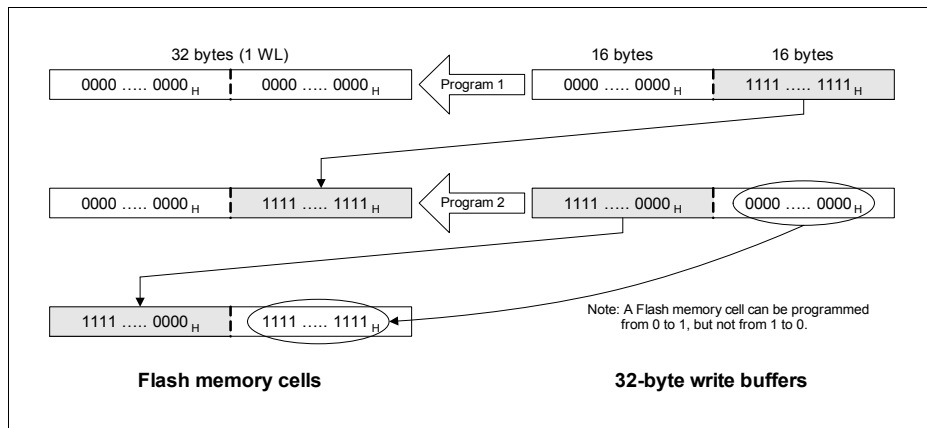 32 bytes (1 WL) 16 bytes 16 bytes
0000 ..... 0000 H 0000 ..... 0000 H Program 1 0000 ..... 0000 H 1111 ..... 1111 H
0000 ..... 0000 H 1111 ..... 1111 H Program 2 1111 ..... 0000 H 0000 ..... 0000 H
1111 ..... 0000 H 1111 ..... 1111 H
Note: A Flash memory cell can be programmed
from 0 to 1, but not from 1 to 0.
Flash memory cells 32-byte write buffers